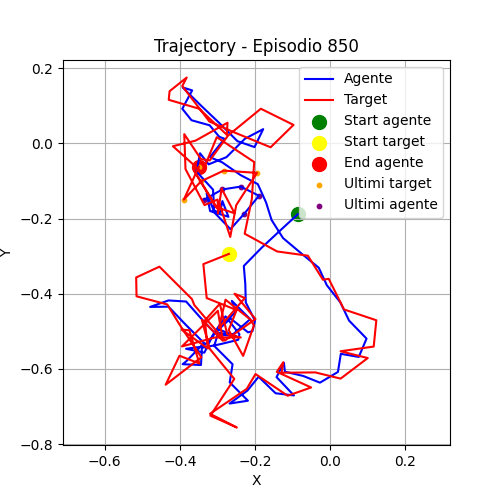 Trajectory - Episodio 850
Agente
Target
Start agente
Start target
End agente
Ultimi target
Ultimi agente
0.2
0.0
−0.2
−0.4
−0.6
−0.8
Y
−0.6
−0.4
−0.2
0.0
0.2
X